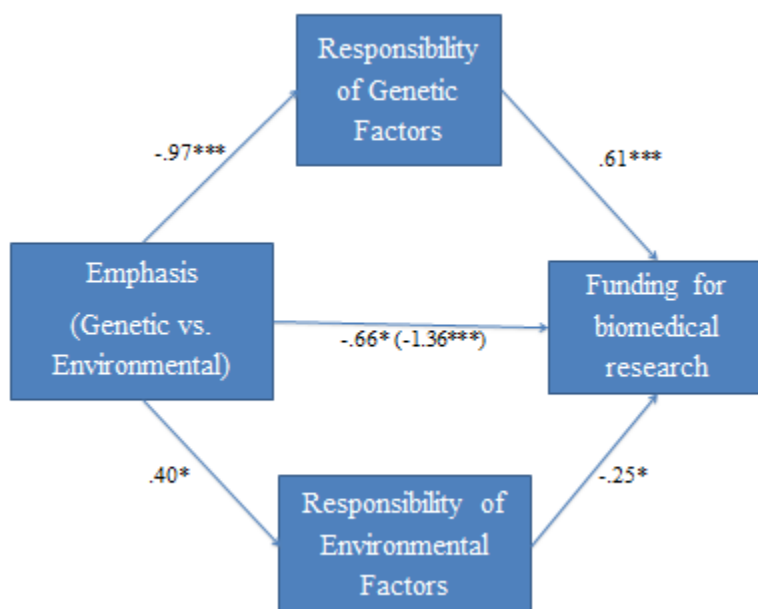 Responsibility
of Genetic
Factors
-.97***
.61***
Emphasis
(Genetic vs.
Environmental)
Funding for
biomedical
research
-.66* (-1.36***)
.40*
-.25*
Responsibility of
Environmental
Factors